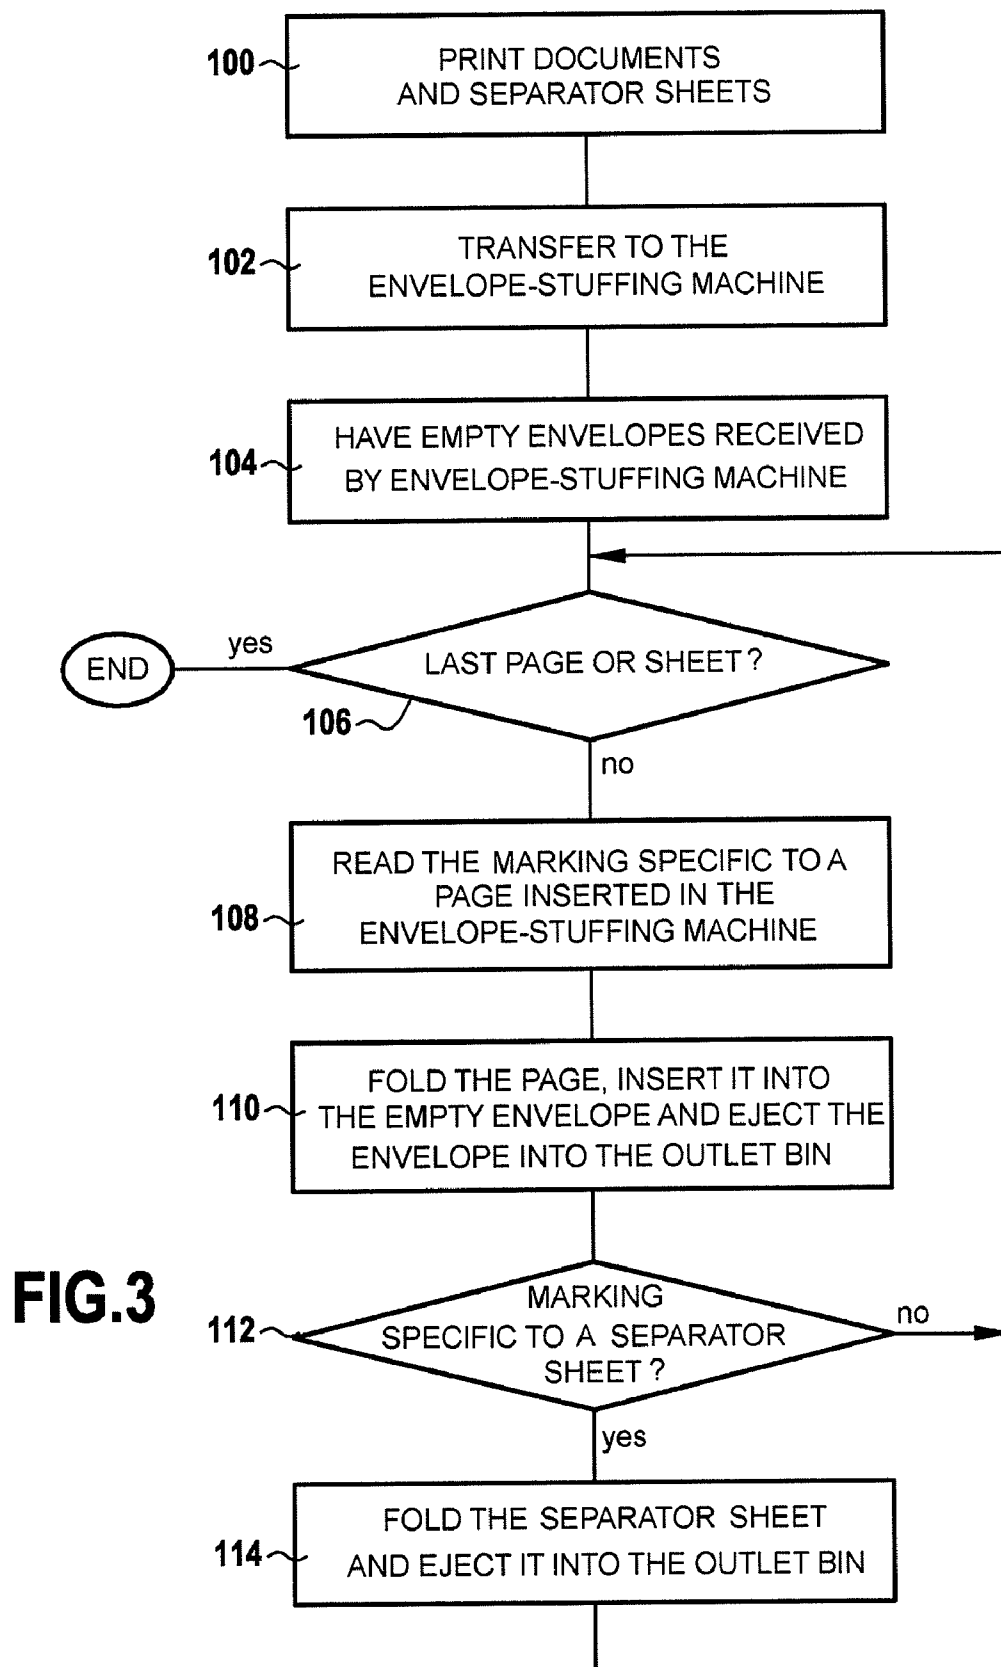 100
PRINT DOCUMENTS
AND SEPARATOR SHEETS
102
TRANSFER TO THE
ENVELOPE-STUFFING MACHINE
104
HAVE EMPTY ENVELOPES RECEIVED
BY ENVELOPE-STUFFING MACHINE
END
yes
LAST PAGE OR SHEET?
106
no
108
READ THE MARKING SPECIFIC TO A
PAGE INSERTED IN THE
ENVELOPE-STUFFING MACHINE
110
FOLD THE PAGE, INSERT IT INTO
THE EMPTY ENVELOPE AND EJECT THE
ENVELOPE INTO THE OUTLET BIN
FIG.3
112
MARKING
SPECIFIC TO A SEPARATOR
SHEET?
no
yes
114
FOLD THE SEPARATOR SHEET
AND EJECT IT INTO THE OUTLET BIN